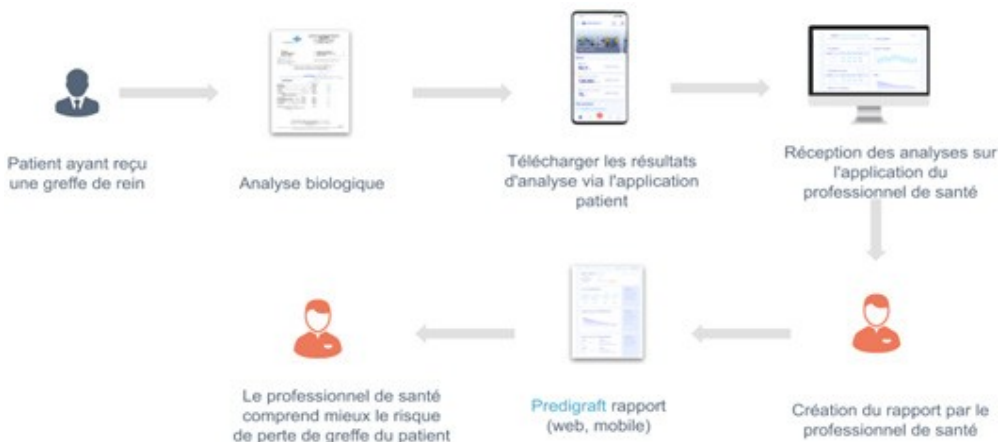 Patient ayant reçu
une greffe de rein
Analyse biologique
Télécharger les résultats
d'analyse via l'application
patient
Réception des analyses sur
l'application du
professionnel de santé
Le professionnel de santé
comprend mieux le risque
de perte de greffe du patient
Predigraft rapport
(web, mobile)
Création du rapport par le
professionnel de santé